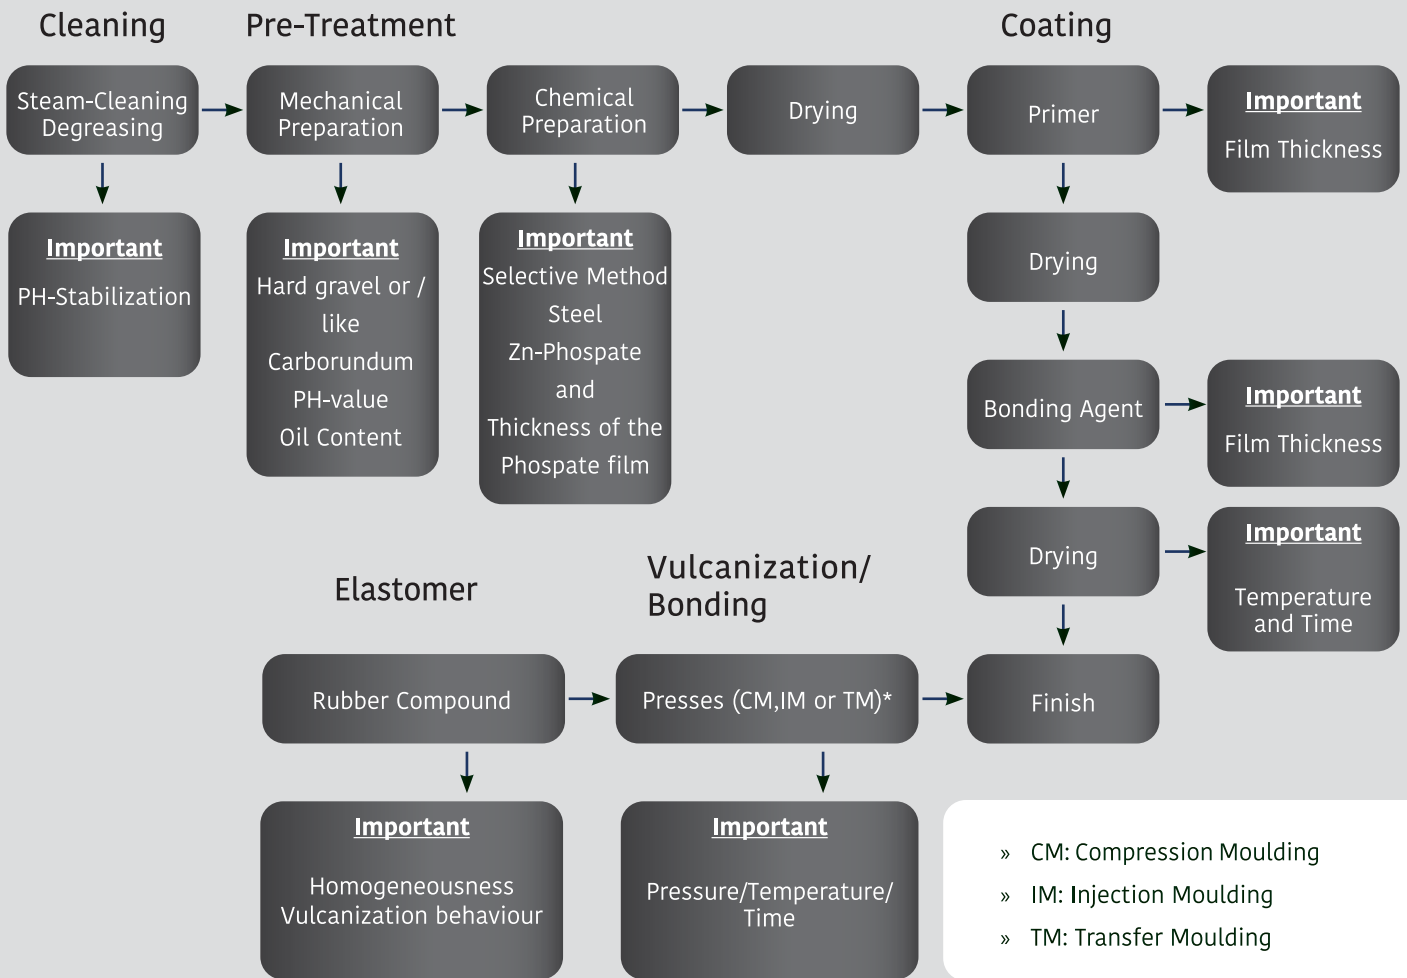 Cleaning
Pre-Treatment
Coating
Steam-Cleaning
Degreasing
Mechanical
Preparation
Chemical
Preparation
Drying
Primer
Important
Film Thickness
Important
PH-Stabilization
Important
Hard gravel or /
like
Carborundum
PH-value
Oil Content
Important
Selective Method
Steel
Zn-Phospate
and
Thickness of the
Phospate film
Drying
Bonding Agent
Important
Film Thickness
Drying
Important
Temperature
and Time
Elastomer
Vulcanization/
Bonding
Rubber Compound
Presses (CM,IM or TM)*
Finish
Important
Homogeneousness
Vulcanization behaviour
Important
Pressure/Temperature/
Time
» CM: Compression Moulding
» IM: Injection Moulding
» TM: Transfer Moulding